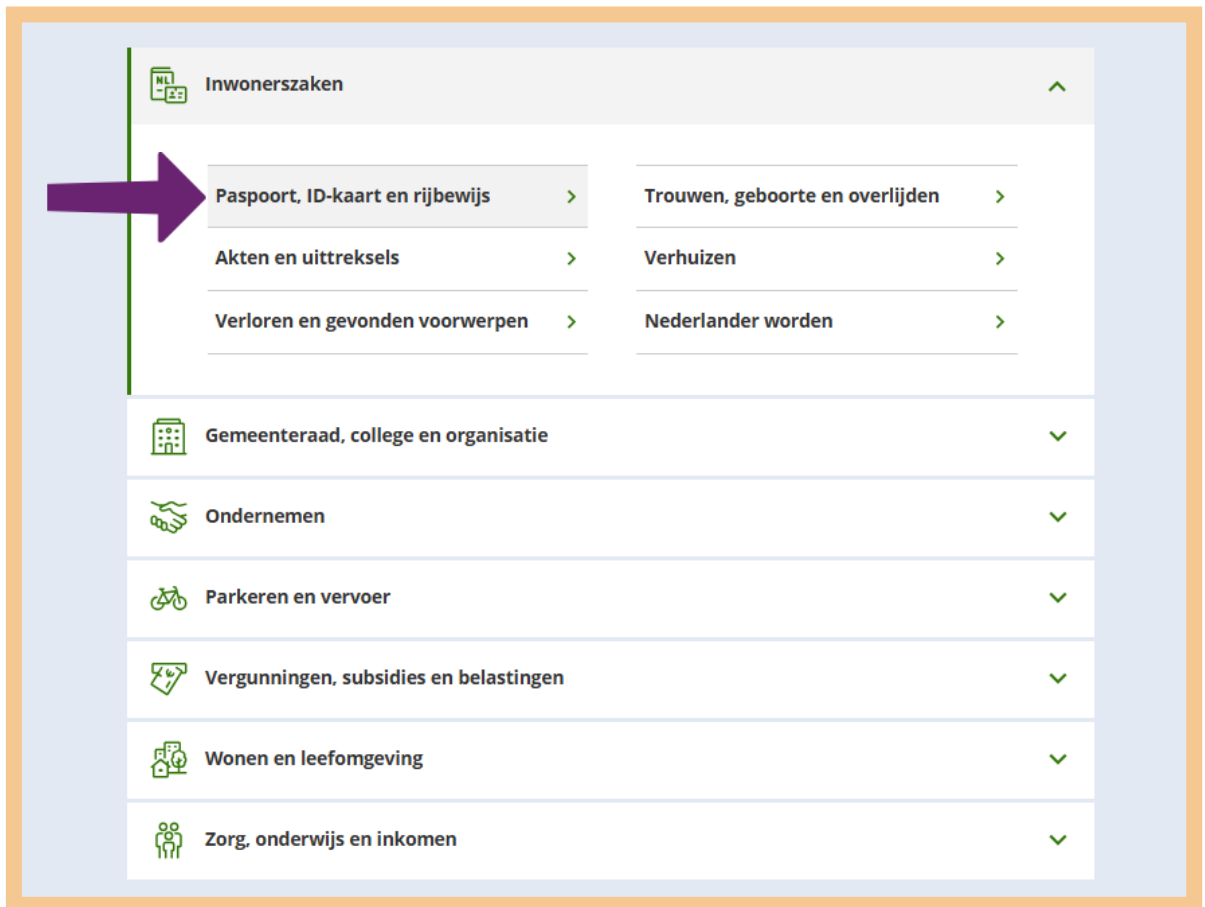 NL
Inwonerszaken
Paspoort, ID-kaart en rijbewijs
Trouwen, geboorte en overlijden
Akten en uittreksels
Verhuizen
Verloren en gevonden voorwerpen
Nederlander worden
Gemeenteraad, college en organisatie
Ondernemen
Parkeren en vervoer
Vergunningen, subsidies en belastingen
Wonen en leefomgeving
Zorg, onderwijs en inkomen